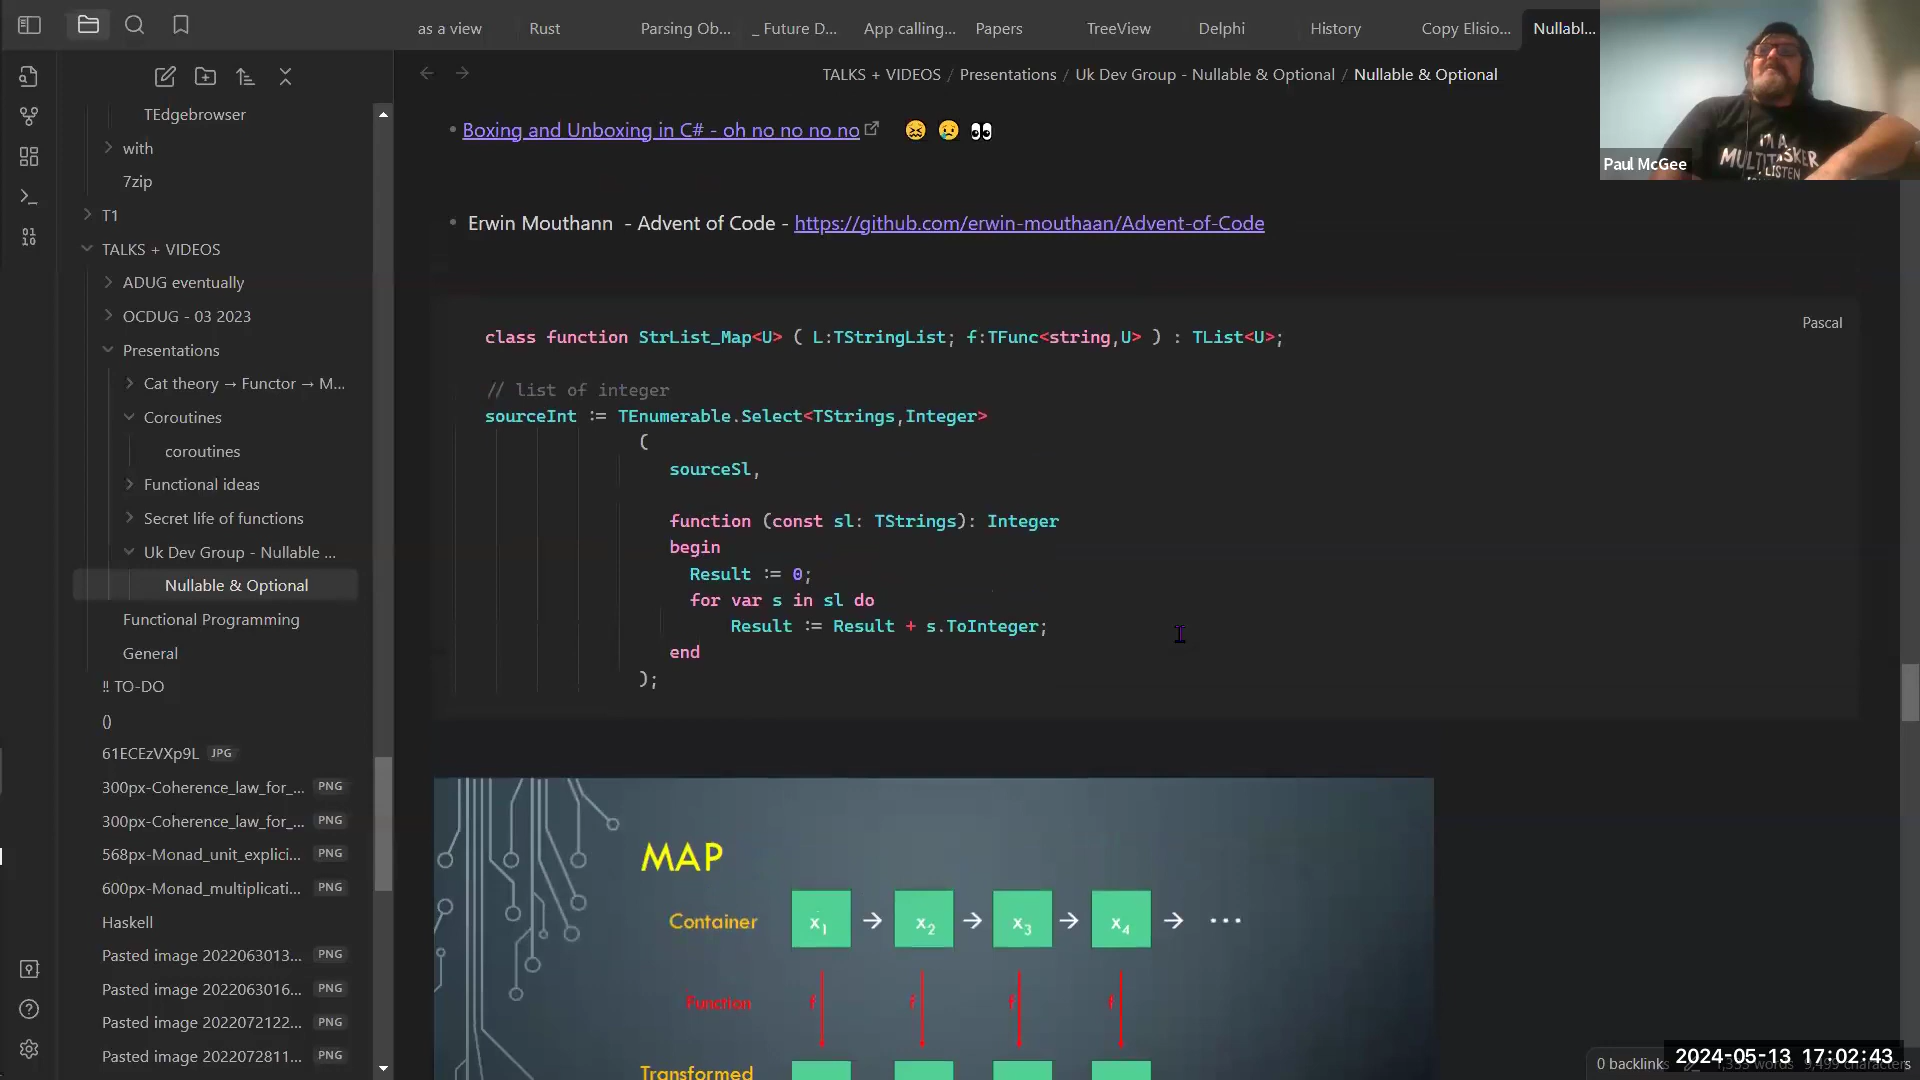 as a view
Rust
Parsing Ob...
_ Future D...
App calling...
Papers
TreeView
Delphi
History
Copy Elisio...
Nullabl...
TALKS + VIDEOS / Presentations / Uk Dev Group - Nullable & Optional / Nullable & Optional
I'M A
MULTITASKER
LISTEN
Paul McGee
TEdgebrowser
with
7zip
T1
TALKS + VIDEOS
ADUG eventually
OCDUG - 03 2023
Presentations
Cat theory → Functor → M...
Coroutines
coroutines
Functional ideas
Secret life of functions
Uk Dev Group - Nullable ...
Nullable & Optional
Functional Programming
General
!! TO-DO
()
61ECEzVXp9L JPG
300px-Coherence_law_for_... PNG
300px-Coherence_law_for_... PNG
568px-Monad_unit_explici... PNG
600px-Monad_multiplicati... PNG
Haskell
Pasted image 2022063013... PNG
Pasted image 2022063016... PNG
Pasted image 2022072122... PNG
Pasted image 2022072811... PNG
Boxing and Unboxing in C# - oh no no no no 😖 😢 👀
Erwin Mouthann - Advent of Code - https://github.com/erwin-mouthaan/Advent-of-Code
Pascal
class function StrList_Map<U> ( L:TStringList; f:TFunc<string,U> ) : TList<U>;
// list of integer
sourceInt := TEnumerable.Select<TStrings,Integer>
(
sourceSl,
function (const sl: TStrings): Integer
begin
Result := 0;
for var s in sl do
Result := Result + s.ToInteger;
end
);
MAP
Container x1 → x2 → x3 → x4 → ...
Function f f f f
Transformed
0 backlinks
2024-05-13 17:02:43